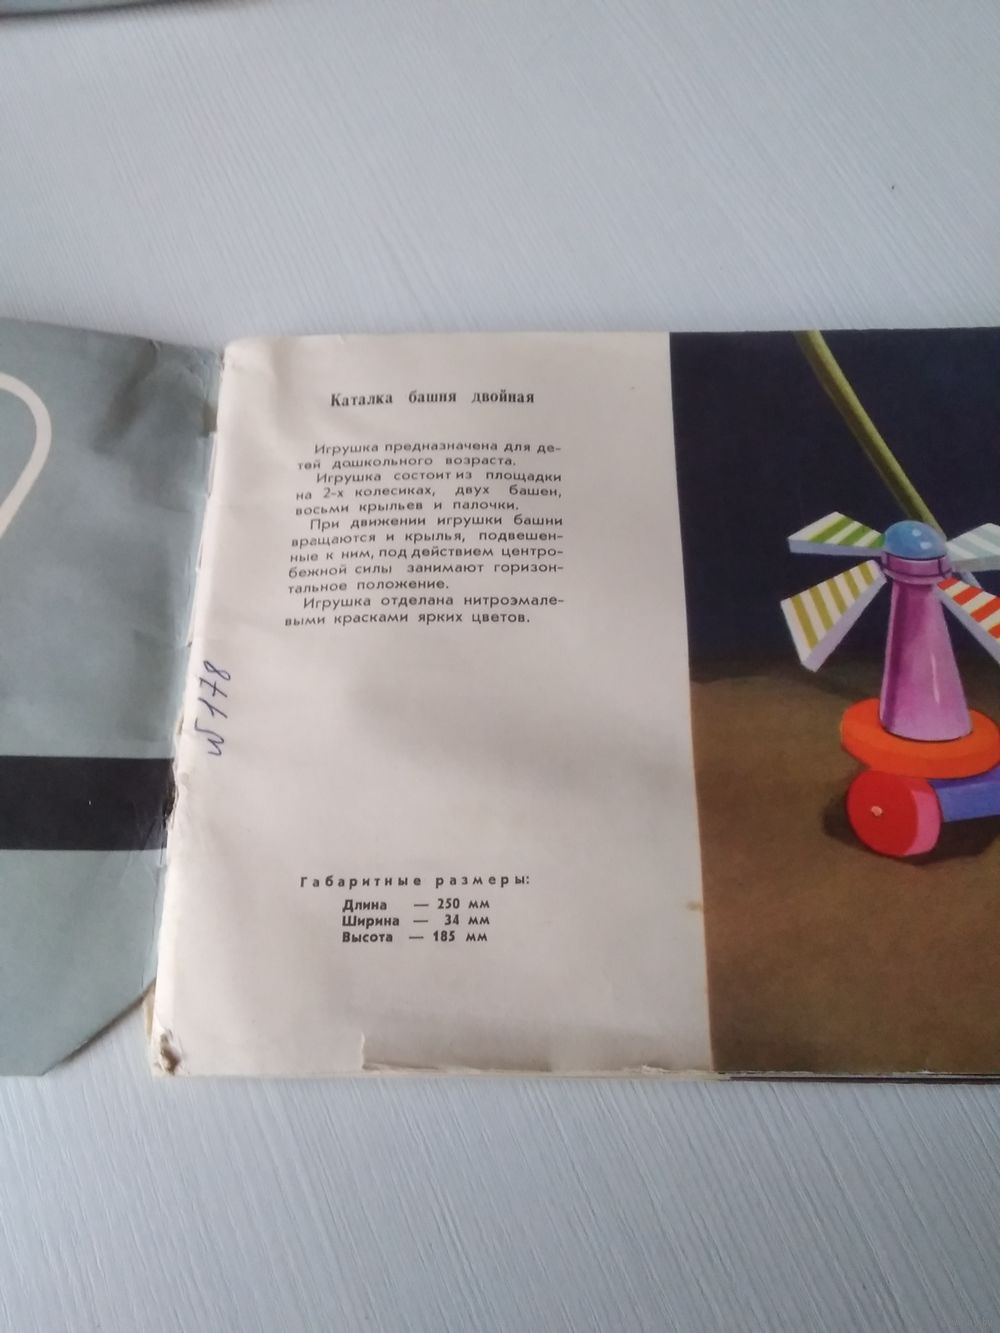 Каталка башня двойная
Игрушка предназначена для де-
тей дошкольного возраста.
Игрушка состоит из площадки
на 2-х колесиках, двух башен,
восьми крыльев и палочки.
При движении игрушки башни
вращаются и крылья, подвешен-
ные к ним, под действием центро-
бежной силы занимают горизон-
тальное положение.
Игрушка отделана нитроэмале-
выми красками ярких цветов.
N 178
Габаритные размеры:
Длина — 250 мм
Ширина — 34 мм
Высота — 185 мм